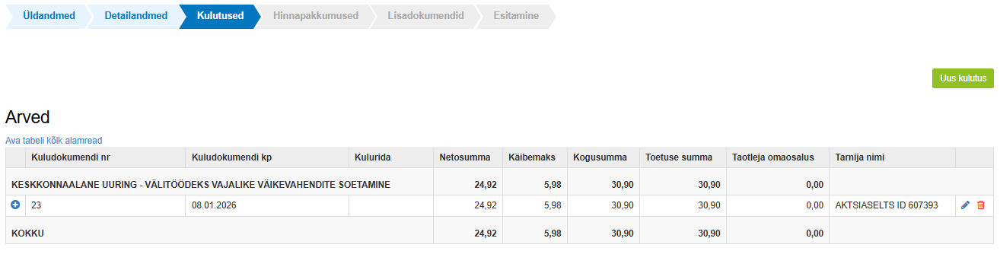 Üldandmed Detailandmed Kulutused Hinnapakkumused Lisadokumendid Esitamine
Uus kulutus
Arved
Ava tabeli kõik alamread
Kuludokumendi nr Kuludokumendi kp Kulurida Netosumma Käibemaks Kogusumma Toetuse summa Taotleja omaosalus Tarnija nimi
KESKKONNAALANE UURING - VÄLITÖÖDEKS VAJALIKE VÄIKEVAHENDITE SOETAMINE 24,92 5,98 30,90 30,90 0,00
23 08.01.2026 24,92 5,98 30,90 30,90 0,00 AKTSIASELTS ID 607393
KOKKU 24,92 5,98 30,90 30,90 0,00